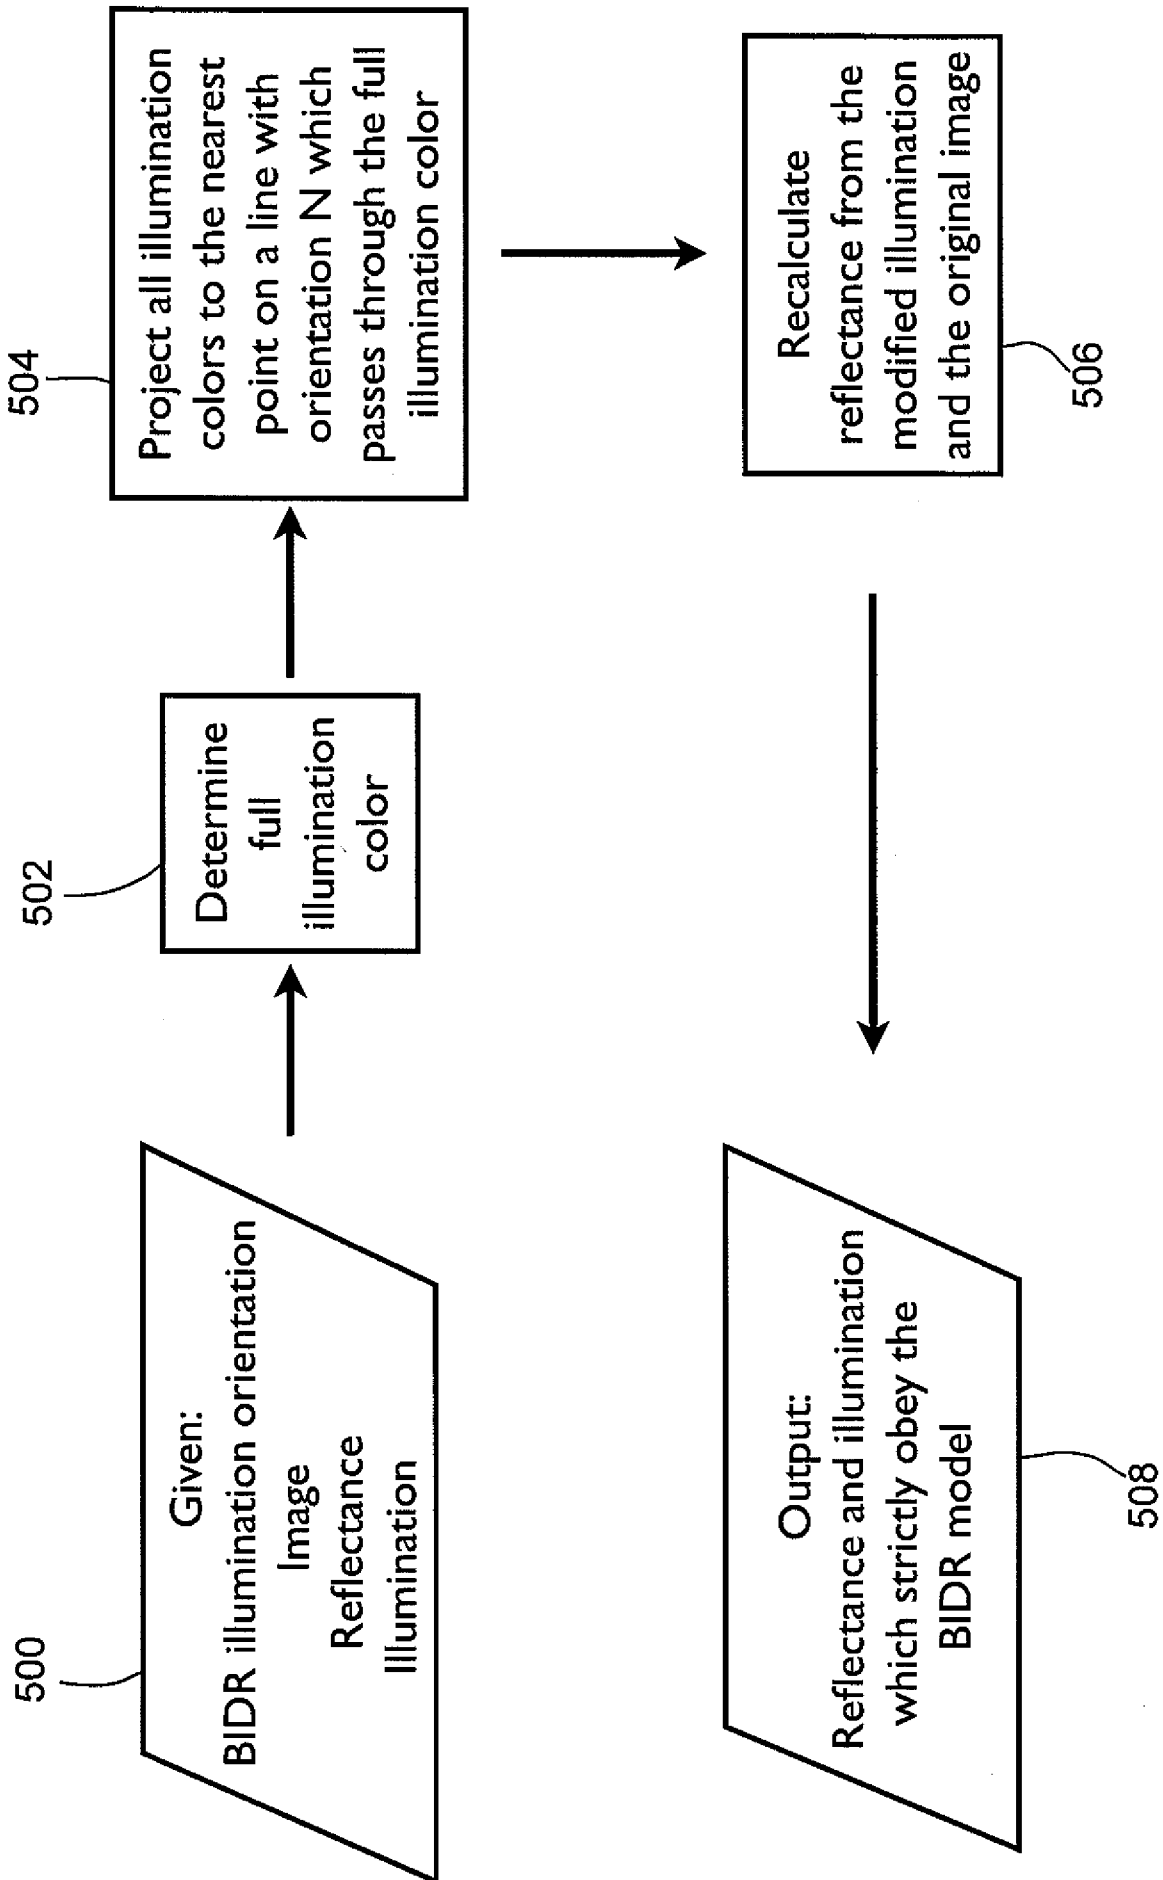 500
Given:
BIDR illumination orientation
Image
Reflectance
Illumination
502
Determine
full
illumination
color
504
Project all illumination
colors to the nearest
point on a line with
orientation N which
passes through the full
illumination color
Recalculate
reflectance from the
modified illumination
and the original image
506
Output:
Reflectance and illumination
which strictly obey the
BIDR model
508